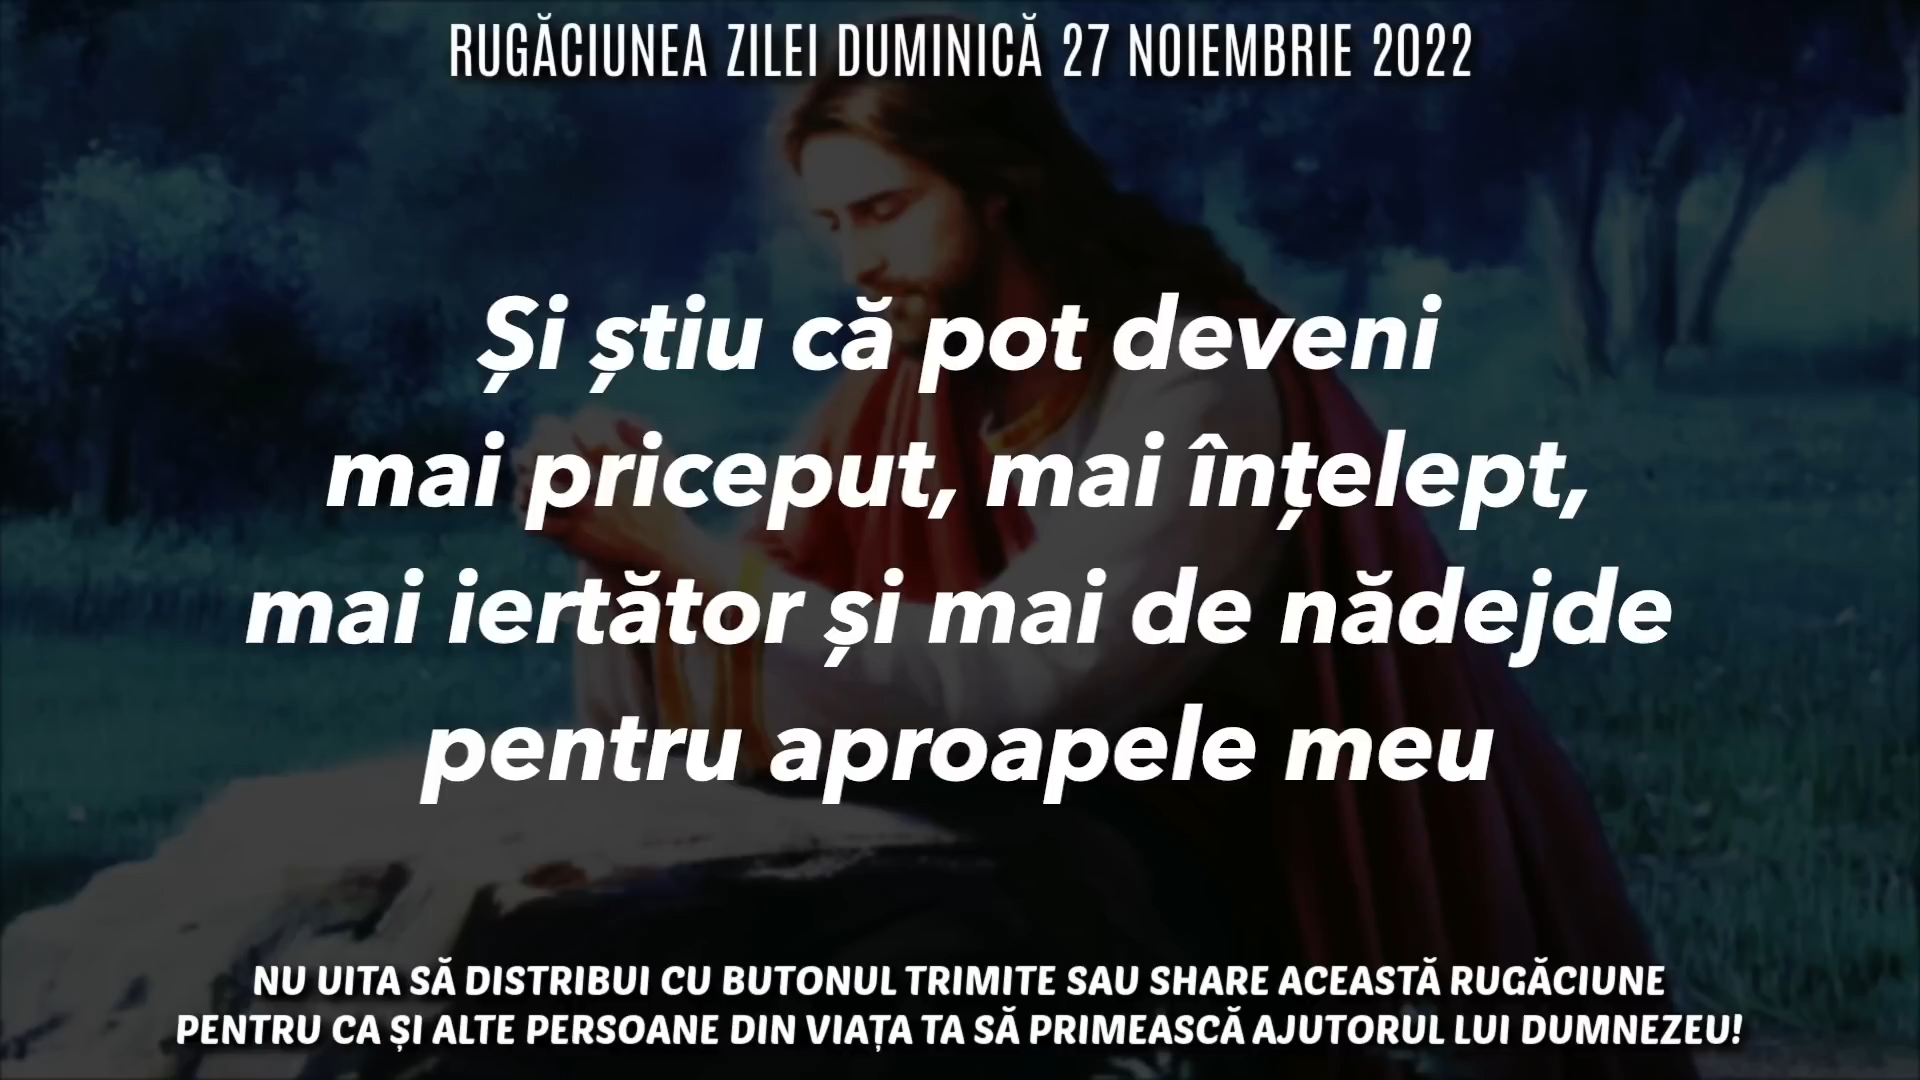 RUGĂCIUNEA ZILEI DUMINICĂ 27 NOIEMBRIE 2022
Și știu că pot deveni
mai priceput, mai înțelept,
mai iertător și mai de nădejde
pentru aproapele meu
NU UITA SĂ DISTRIBUI CU BUTONUL TRIMITE SAU SHARE ACEASTĂ RUGĂCIUNE
PENTRU CA ȘI ALTE PERSOANE DIN VIAȚA TA SĂ PRIMEASCĂ AJUTORUL LUI DUMNEZEU!